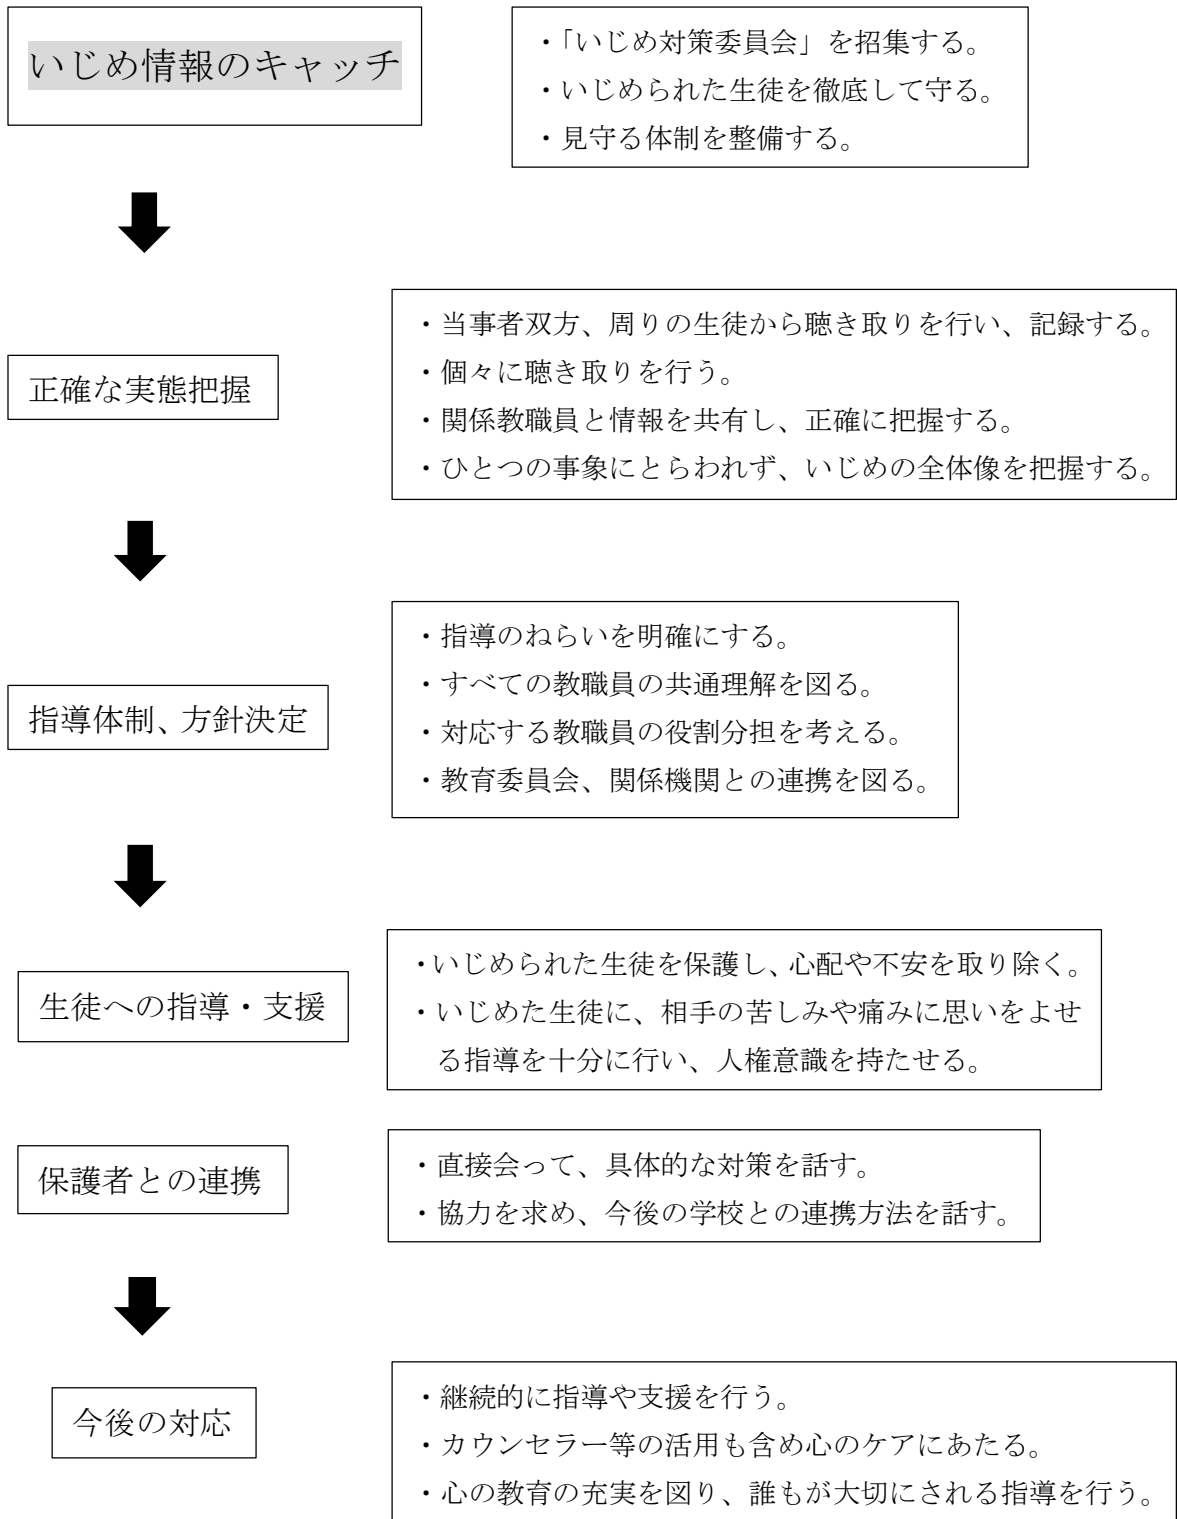 いじめ情報のキャッチ
・「いじめ対策委員会」を招集する。
・いじめられた生徒を徹底して守る。
・見守る体制を整備する。
正確な実態把握
・当事者双方、周りの生徒から聴き取りを行い、記録する。
・個々に聴き取りを行う。
・関係教職員と情報を共有し、正確に把握する。
・ひとつの事象にとらわれず、いじめの全体像を把握する。
指導体制、方針決定
・指導のねらいを明確にする。
・すべての教職員の共通理解を図る。
・対応する教職員の役割分担を考える。
・教育委員会、関係機関との連携を図る。
生徒への指導・支援
・いじめられた生徒を保護し、心配や不安を取り除く。
・いじめた生徒に、相手の苦しみや痛みに思いをよせ
る指導を十分に行い、人権意識を持たせる。
保護者との連携
・直接会って、具体的な対策を話す。
・協力を求め、今後の学校との連携方法を話す。
今後の対応
・継続的に指導や支援を行う。
・カウンセラー等の活用も含め心のケアにあたる。
・心の教育の充実を図り、誰もが大切にされる指導を行う。